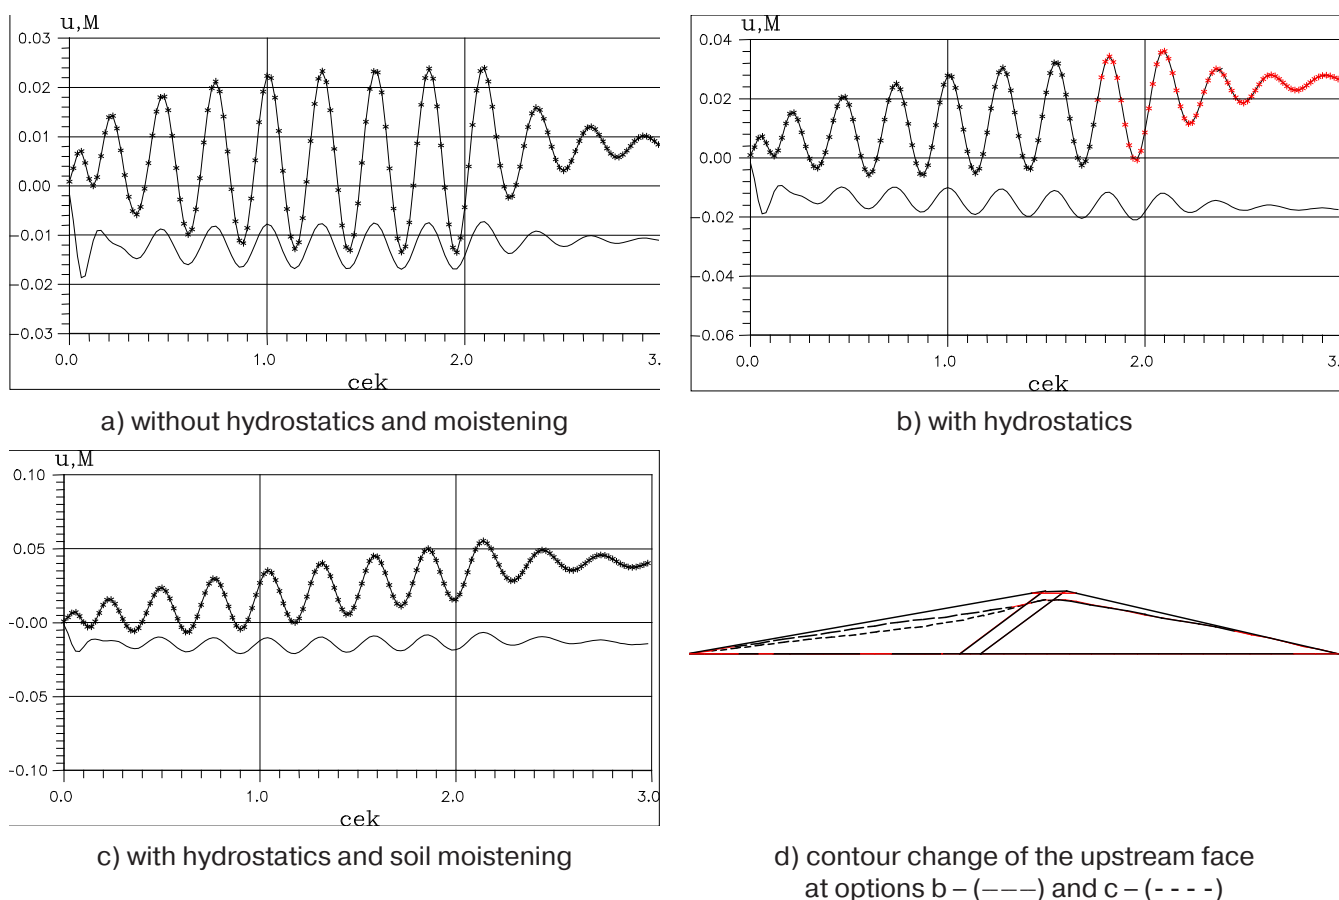 u,M
0.03
0.02
0.01
0.00
-0.01
-0.02
-0.03
0.0 1.0 2.0 3.
cek
a) without hydrostatics and moistening
u,M
0.04
0.02
0.00
-0.02
-0.04
-0.06
0.0 1.0 2.0 3.
cek
b) with hydrostatics
u,M
0.10
0.05
-0.00
-0.05
-0.10
0.0 1.0 2.0 3.0
cek
c) with hydrostatics and soil moistening
d) contour change of the upstream face
at options b – (–––) and c – (- - - -)